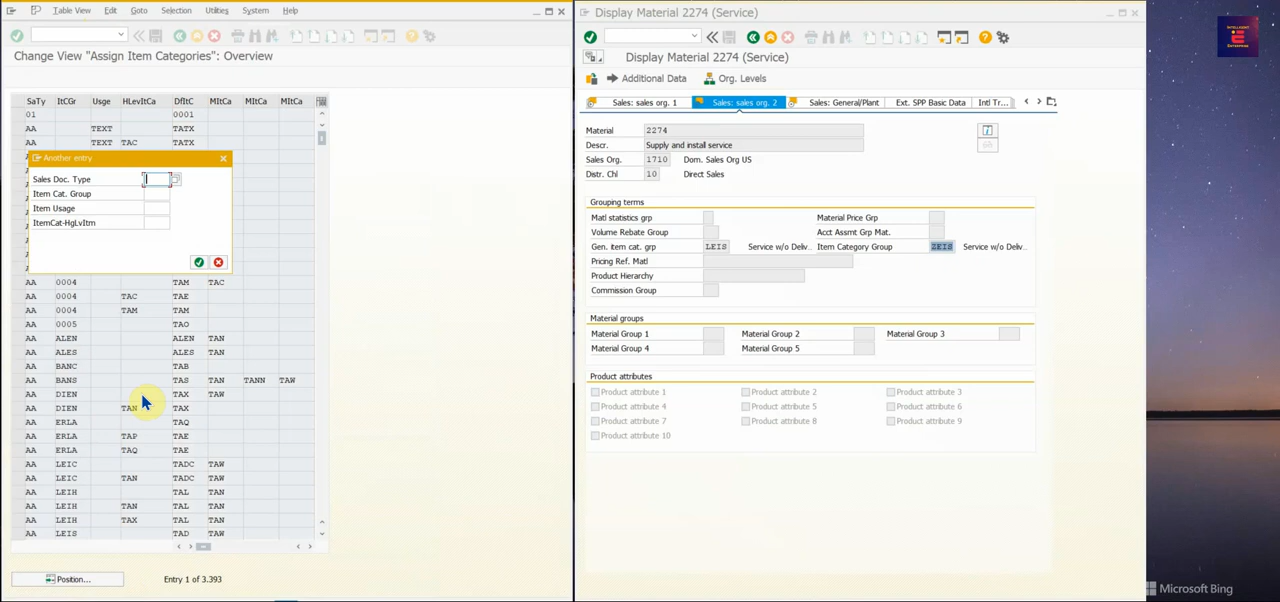 Table View Edit Goto Selection Utilities System Help
Change View "Assign Item Categories": Overview
SaTy ItCGr Usge HLevItCa DfItC MItCa MItCa MItCa
01 0001
AA TEXT TATX
AA TEXT TAC TATX
Another entry
Sales Doc. Type
Item Cat. Group
Item Usage
ItemCat-HgLvItm
AA 0004 TAM TAC
AA 0004 TAC TAE
AA 0004 TAM TAM
AA 0005 TAO
AA ALEN ALEN TAN
AA ALES ALES TAN
AA BANC TAB
AA BANS TAS TAN TANN TAW
AA DIEN TAX TAW
AA DIEN TAN TAX
AA ERLA TAQ
AA ERLA TAP TAE
AA ERLA TAQ TAE
AA LEIC TADC TAW
AA LEIC TAN TADC TAW
AA LEIH TAL TAN
AA LEIH TAN TAL TAN
AA LEIH TAX TAL TAN
AA LEIS TAD TAW
Position... Entry 1 of 3.393
Display Material 2274 (Service)
Display Material 2274 (Service)
Additional Data Org. Levels
Sales: sales org. 1 Sales: sales org. 2 Sales: General/Plant Ext. SPP Basic Data Intl Tr...
Material 2274
Descr. Supply and install service
Sales Org. 1710 Dom. Sales Org US
Distr. Chl 10 Direct Sales
Grouping terms
Matl statistics grp Material Price Grp
Volume Rebate Group Acct Assmt Grp Mat.
Gen. item cat. grp LEIS Service w/o Deliv.. Item Category Group LEIS Service w/o Deliv..
Pricing Ref. Matl
Product Hierarchy
Commission Group
Material groups
Material Group 1 Material Group 2 Material Group 3
Material Group 4 Material Group 5
Product attributes
Product attribute 1 Product attribute 2 Product attribute 3
Product attribute 4 Product attribute 5 Product attribute 6
Product attribute 7 Product attribute 8 Product attribute 9
Product attribute 10
INTELLIGENT
ENTERPRISE
Microsoft Bing